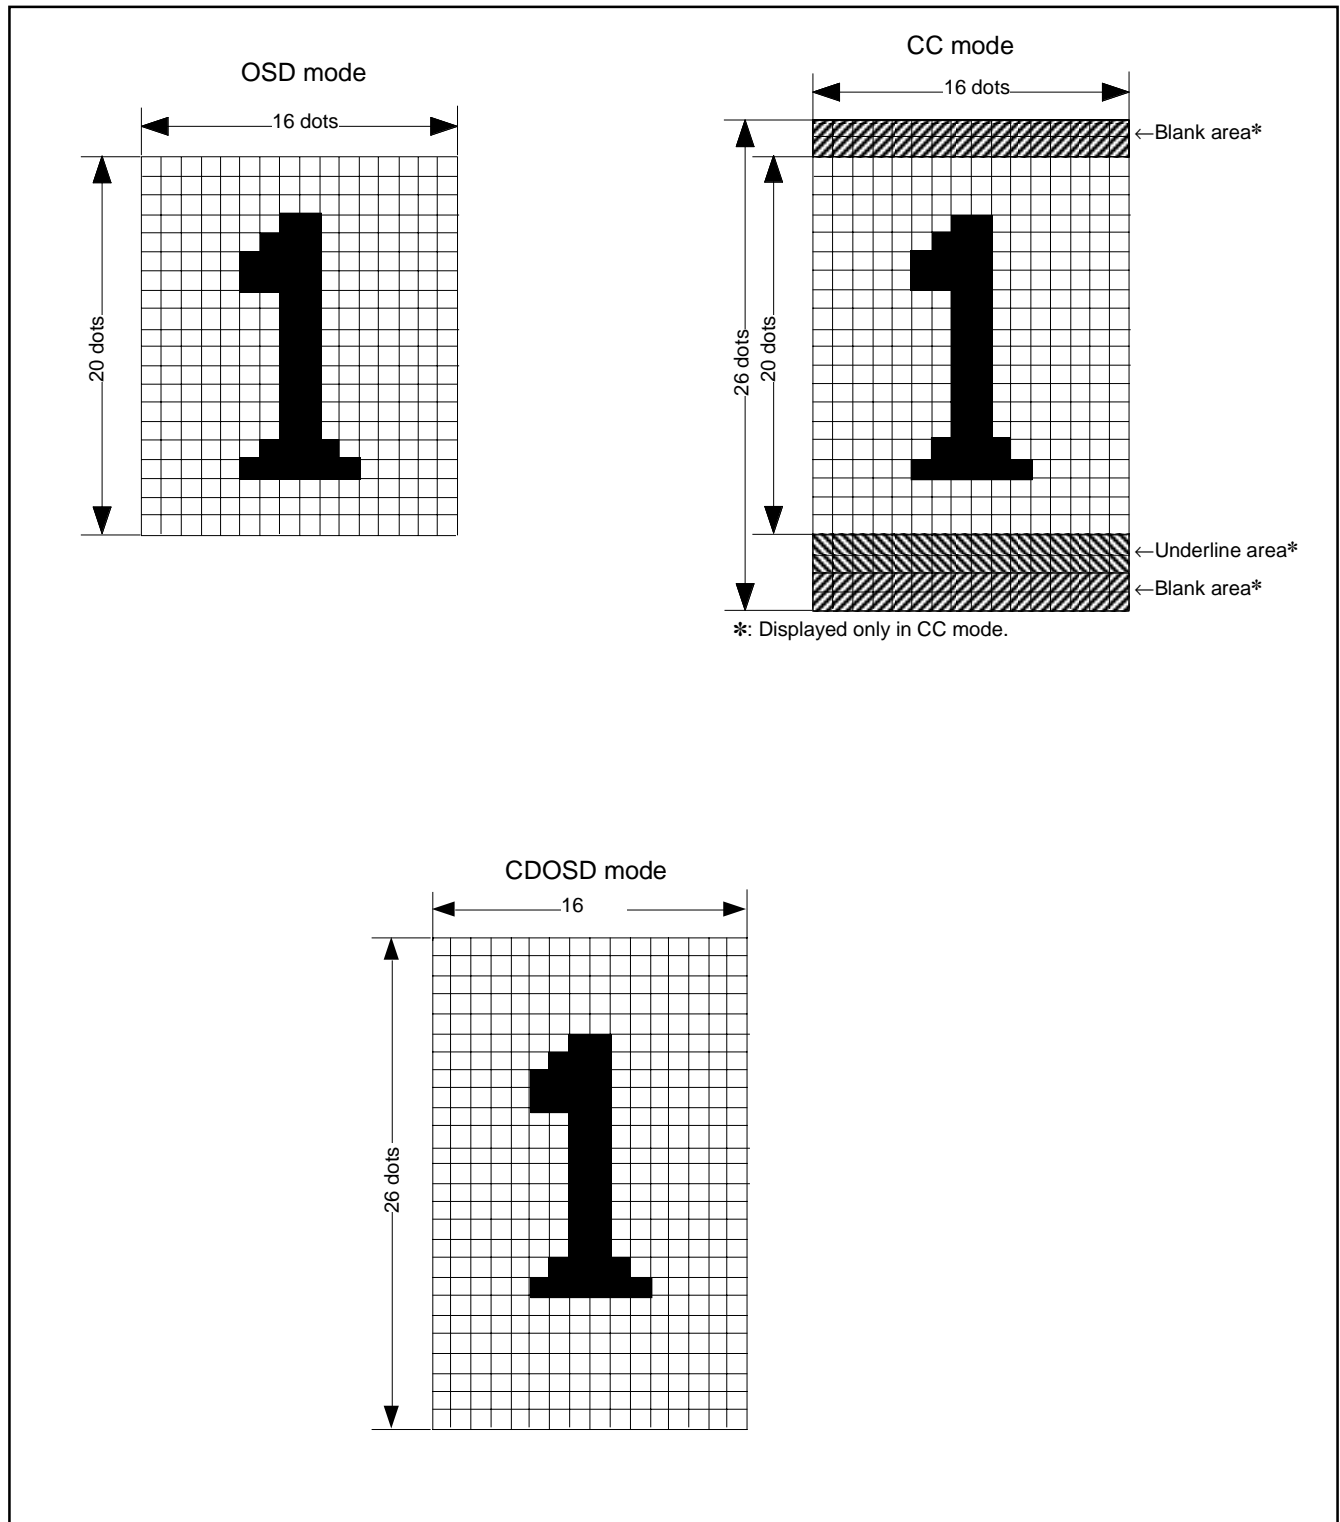 OSD mode
16 dots
20 dots
CC mode
16 dots
←Blank area*
26 dots
20 dots
←Underline area*
←Blank area*
*: Displayed only in CC mode.
CDOSD mode
16
26 dots